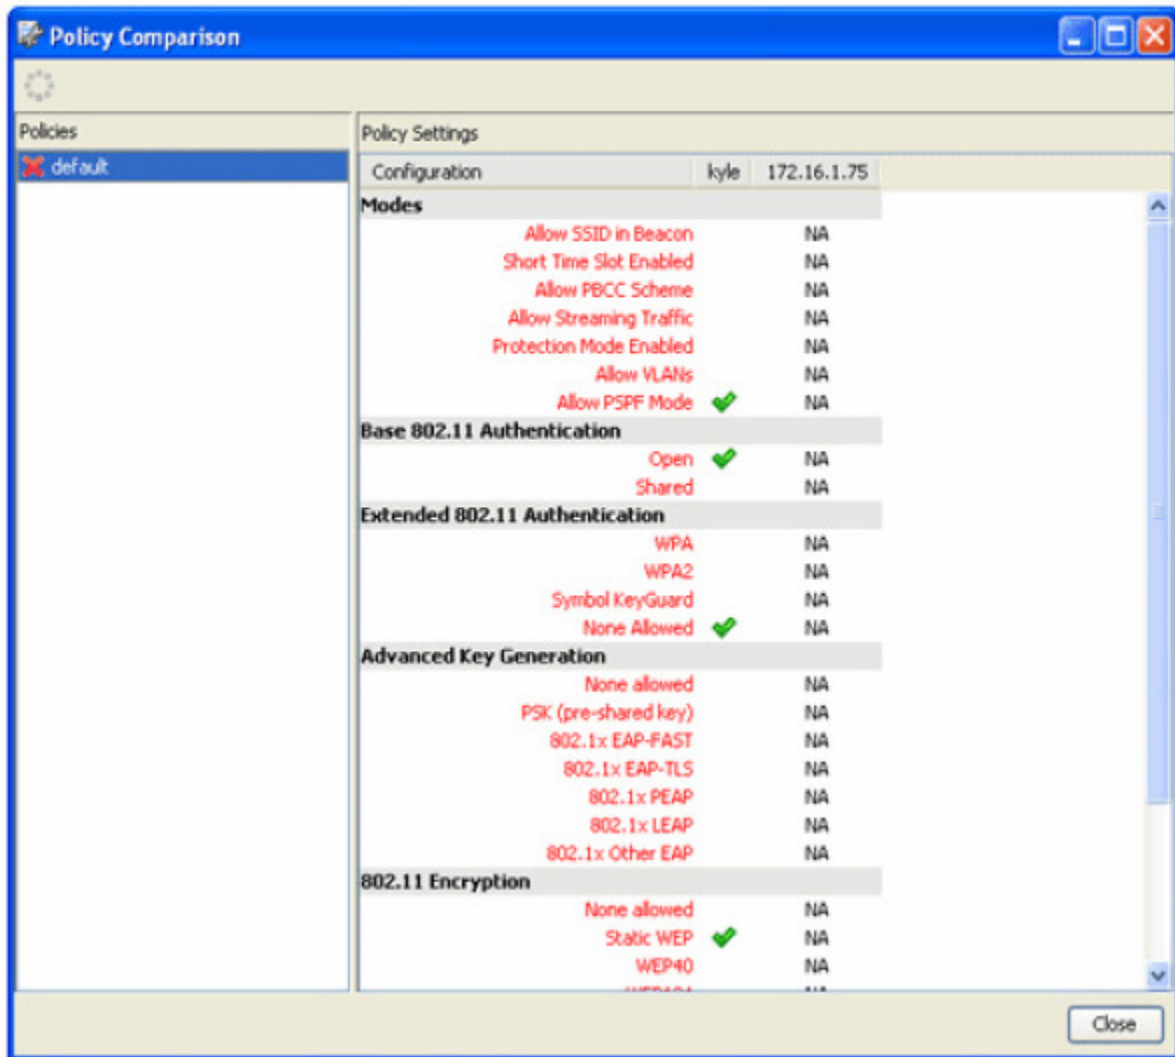 Policy Comparison
Policies
default
Policy Settings
Configuration kyle 172.16.1.75
Modes
Allow SSID in Beacon NA
Short Time Slot Enabled NA
Allow PBCC Scheme NA
Allow Streaming Traffic NA
Protection Mode Enabled NA
Allow VLANs NA
Allow PSPF Mode NA
Base 802.11 Authentication
Open NA
Shared NA
Extended 802.11 Authentication
WPA NA
WPA2 NA
Symbol KeyGuard NA
None Allowed NA
Advanced Key Generation
None allowed NA
PSK (pre-shared key) NA
802.1x EAP-FAST NA
802.1x EAP-TLS NA
802.1x PEAP NA
802.1x LEAP NA
802.1x Other EAP NA
802.11 Encryption
None allowed NA
Static WEP NA
WEP40 NA
Close